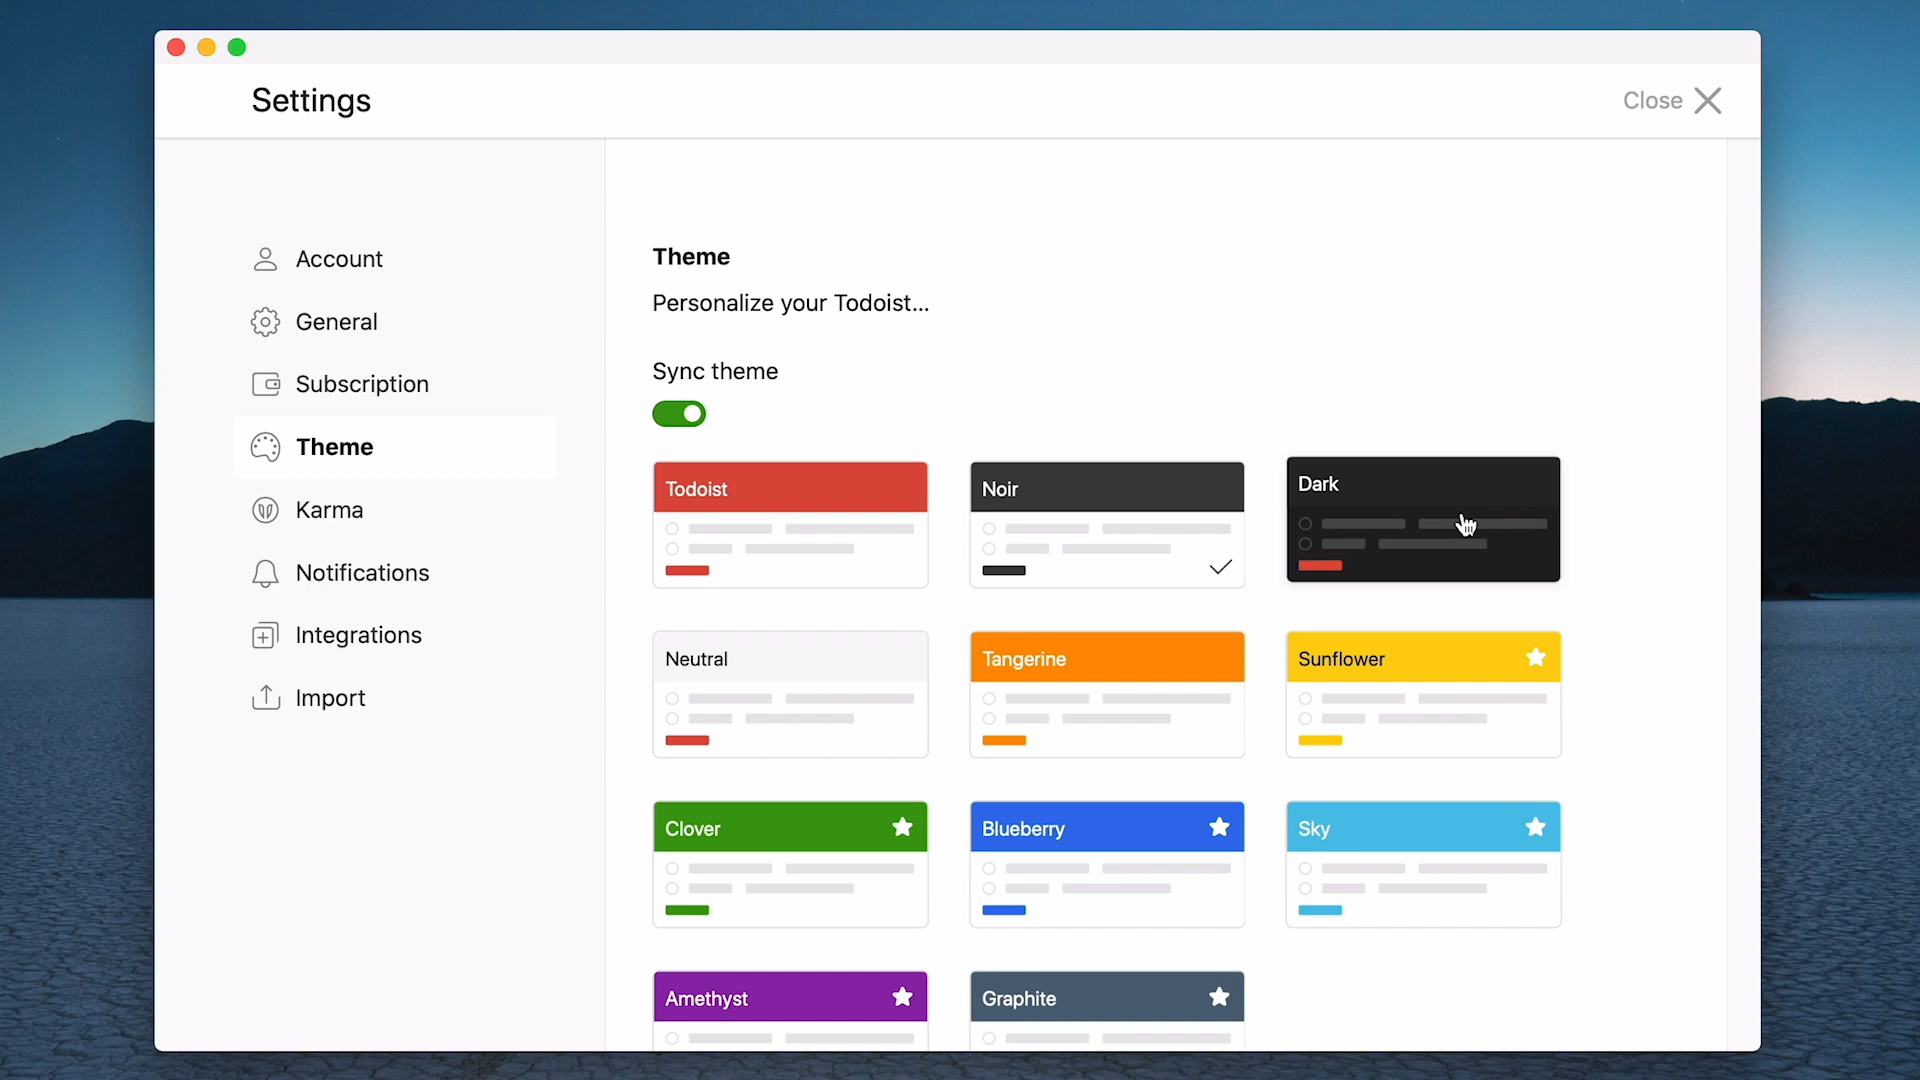 Settings
Close
Account
General
Subscription
Theme
Karma
Notifications
Integrations
Import
Theme
Personalize your Todoist...
Sync theme
Todoist
Noir
Dark
Neutral
Tangerine
Sunflower
Clover
Blueberry
Sky
Amethyst
Graphite